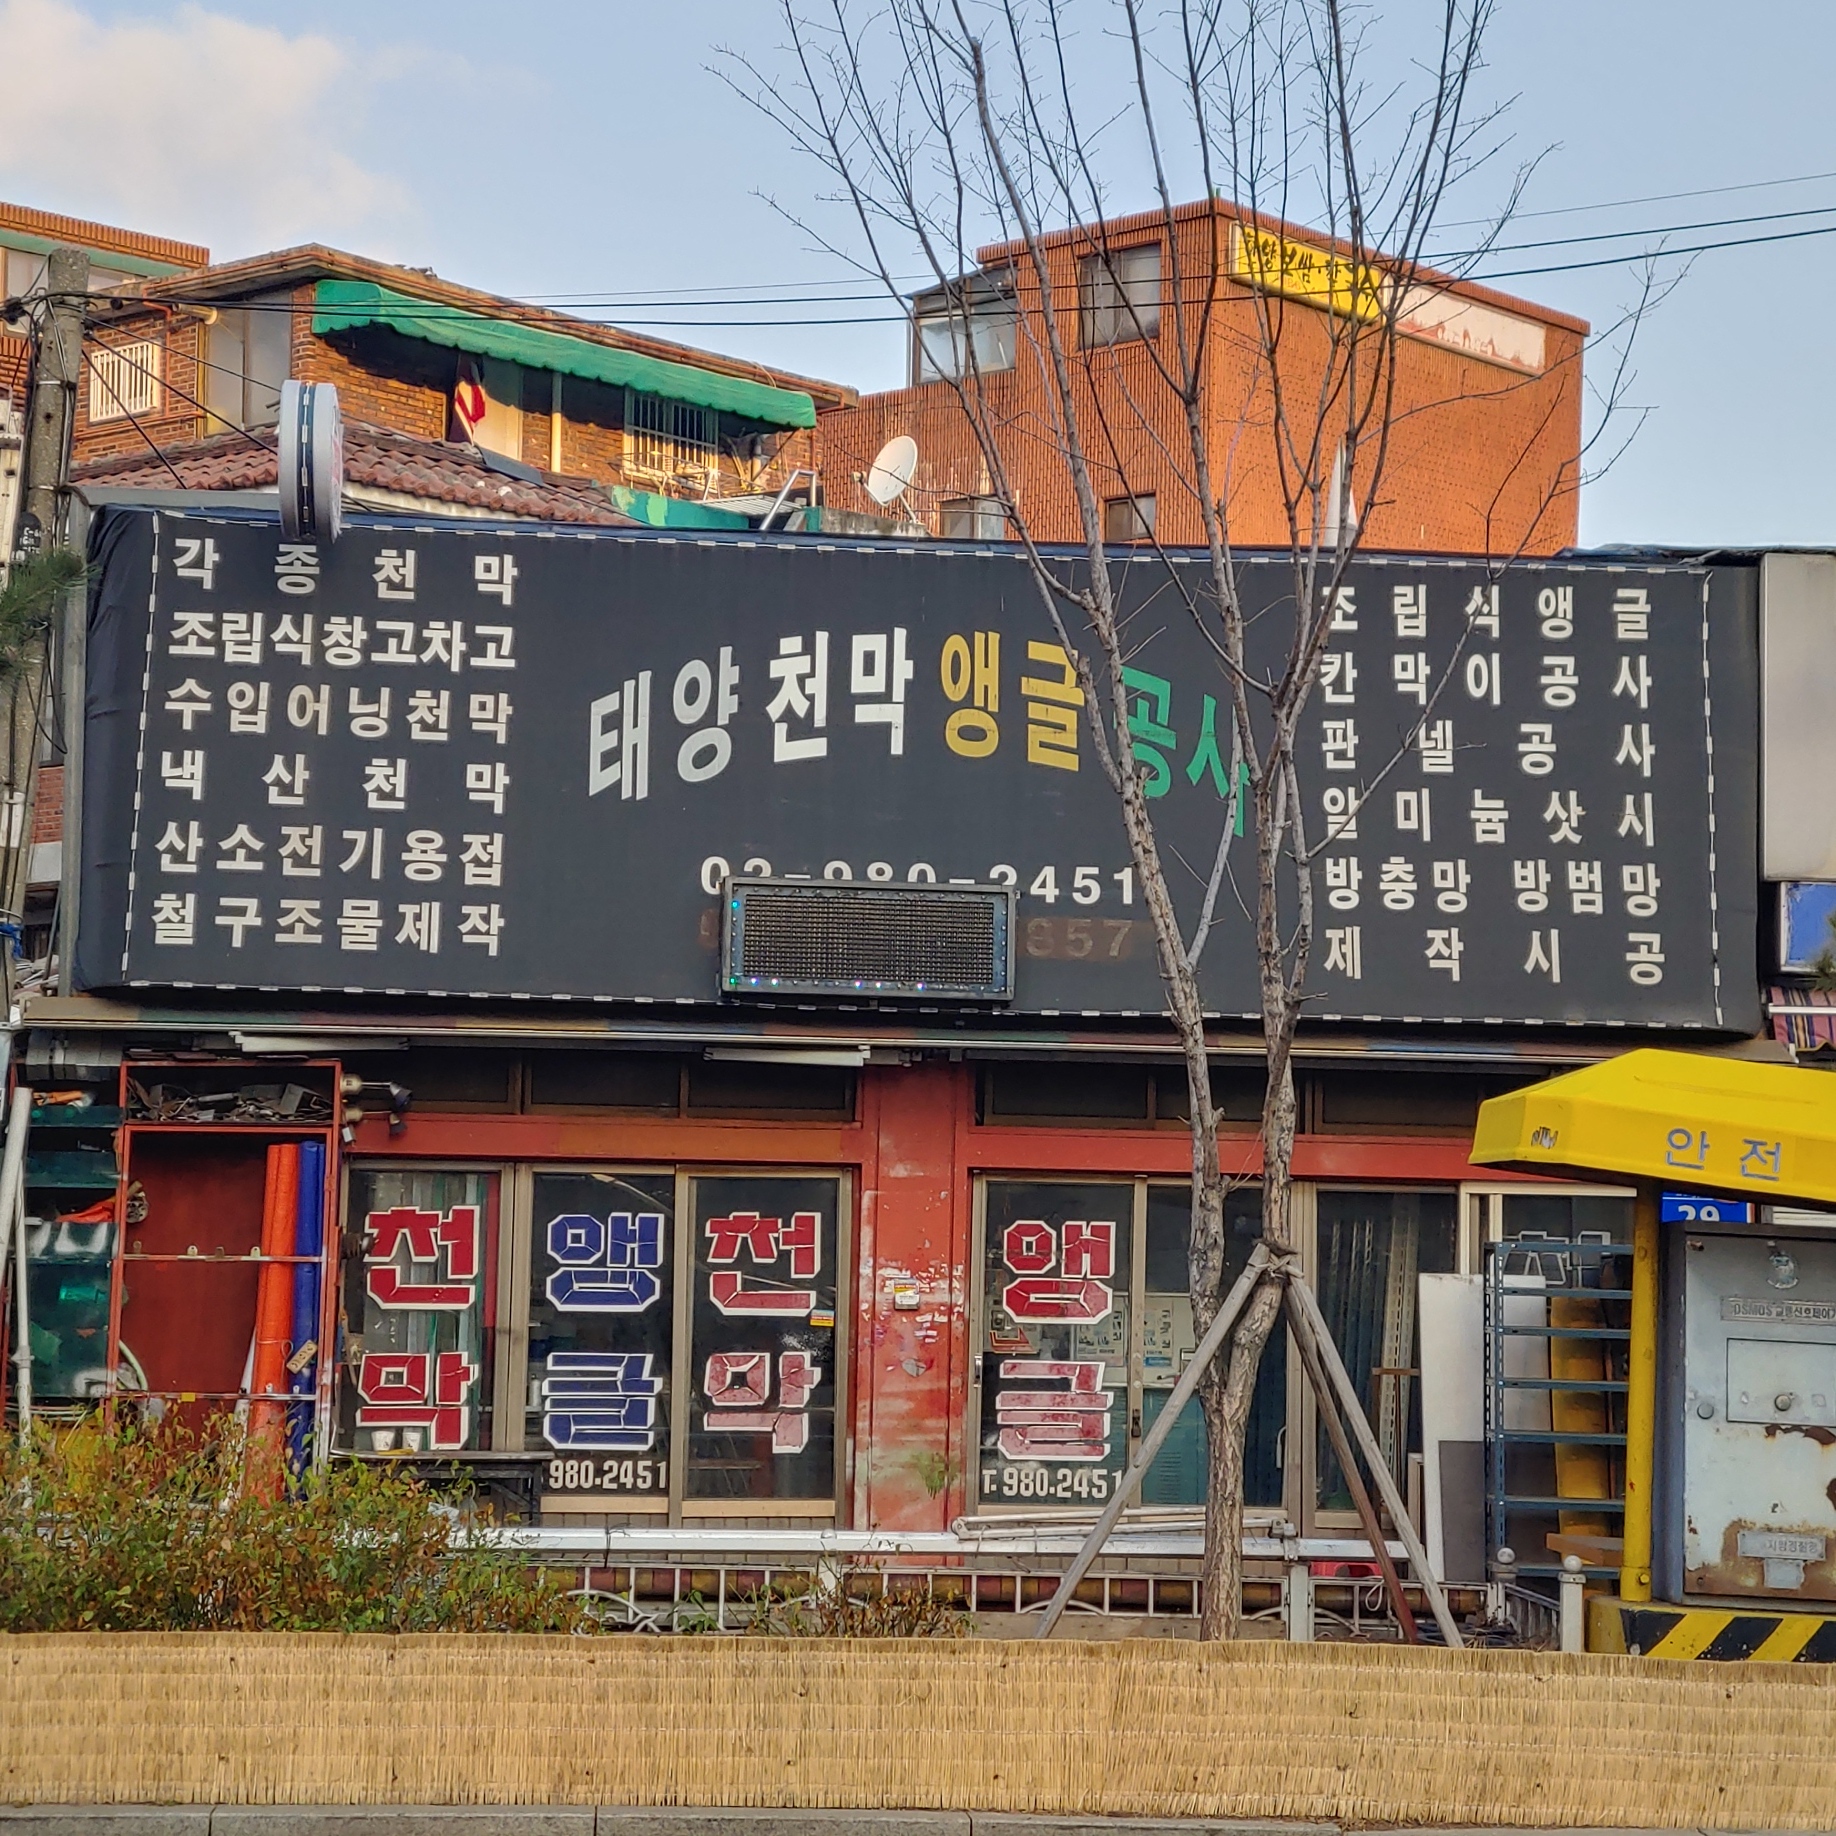 각종천막
조립식창고차고
수입어닝천막
낵산천막
산소전기용접
철구조물제작
태양천막앵글공사
02-980-2451
857
조립식앵글
칸막이공사
판넬공사
알미늄샷시
방충망 방범망
제작시공
안전
29
천막
앵글
980.2451
천막
앵글
T. 980.2451